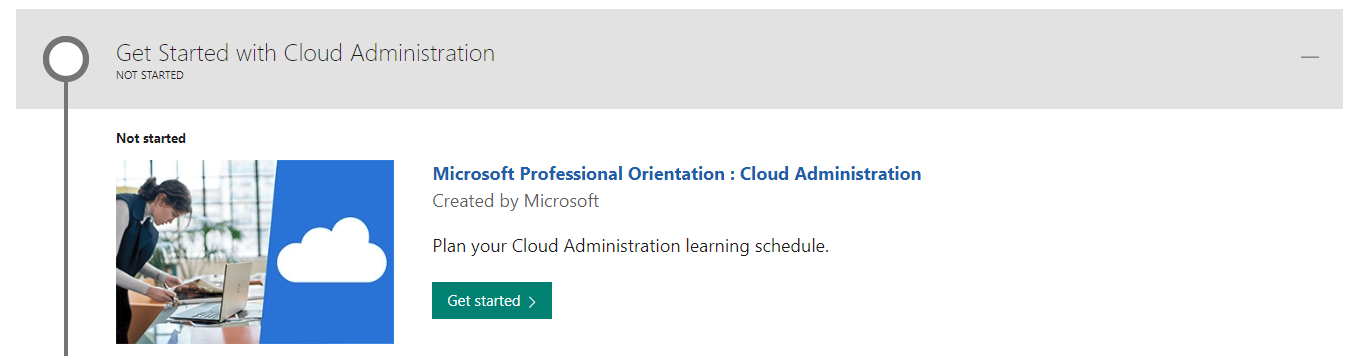 Get Started with Cloud Administration
NOT STARTED
Not started
Microsoft Professional Orientation : Cloud Administration
Created by Microsoft
Plan your Cloud Administration learning schedule.
Get started